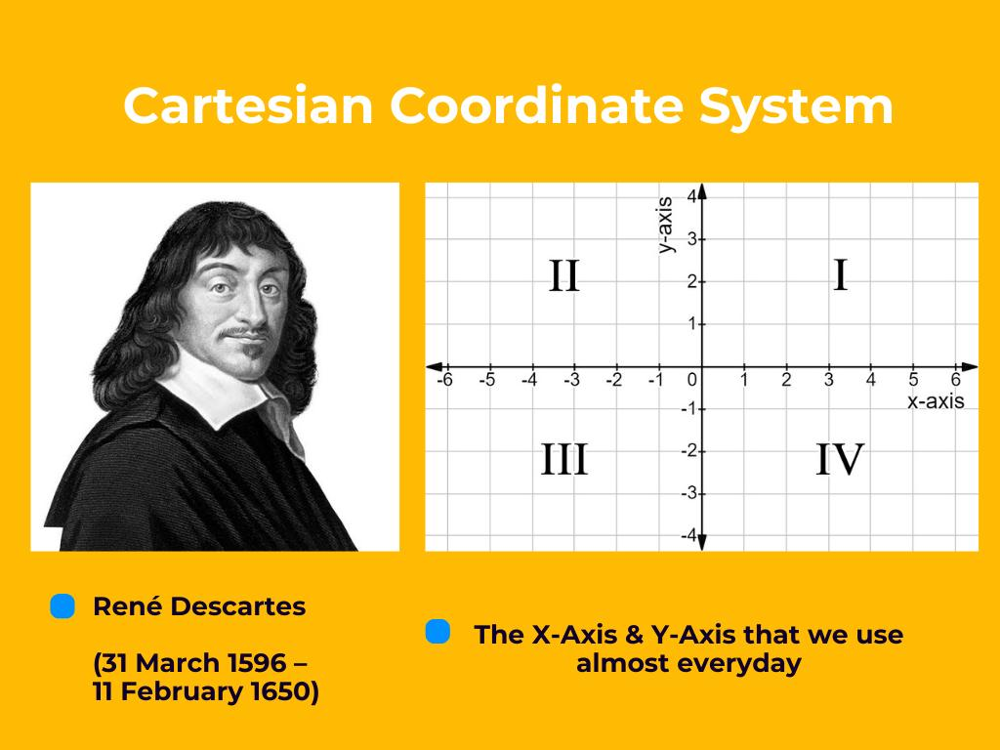 Cartesian Coordinate System
y-axis
4
3
2
1
II
I
-6 -5 -4 -3 -2 -1 0 1 2 3 4 5 6
x-axis
-1
-2
-3
-4
III
IV
René Descartes
(31 March 1596 –
11 February 1650)
The X-Axis & Y-Axis that we use
almost everyday